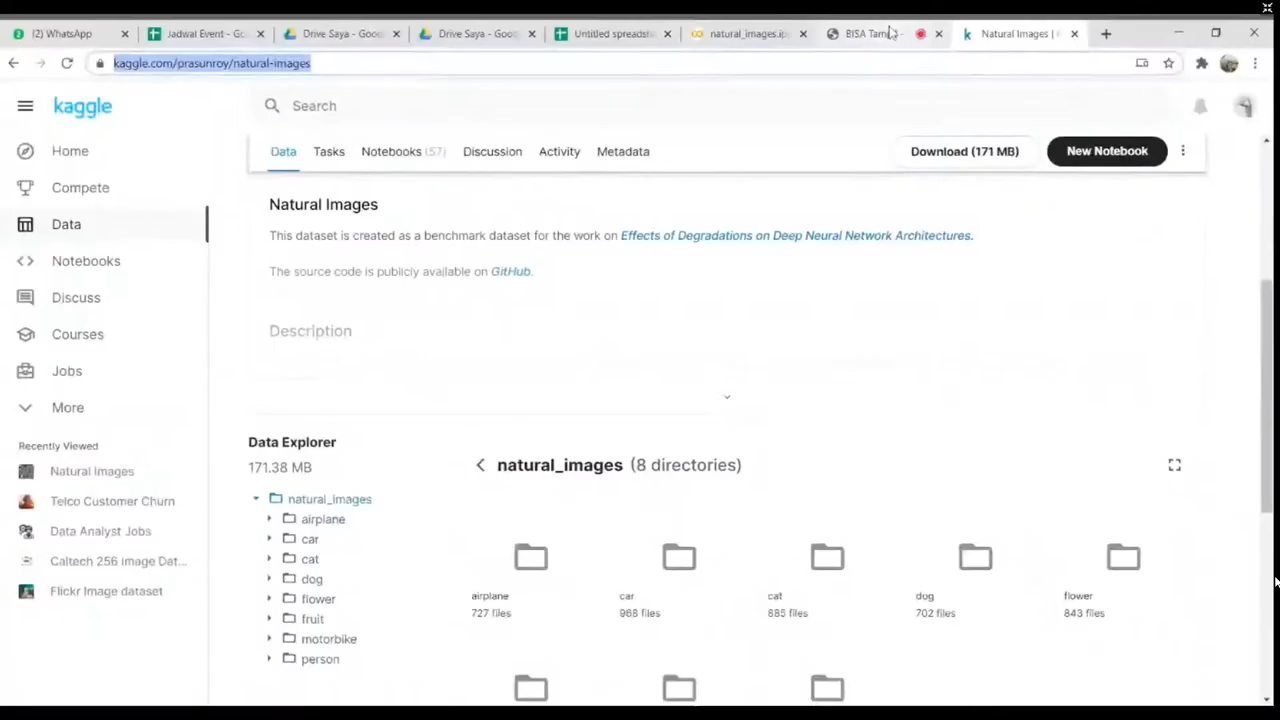 (2) WhatsApp
Jadwal Event - Go
Drive Saya - Goo
Drive Saya - Goo
Untitled spreadsh
natural_images.ip
BISA Tam
Natural Images |
kaggle.com/prasunroy/natural-images
kaggle
Search
Home
Compete
Data
Notebooks
Discuss
Courses
Jobs
More
Recently Viewed
Natural Images
Telco Customer Churn
Data Analyst Jobs
Caltech 256 Image Dat...
Flickr Image dataset
Data
Tasks
Notebooks (57)
Discussion
Activity
Metadata
Download (171 MB)
New Notebook
Natural Images
This dataset is created as a benchmark dataset for the work on Effects of Degradations on Deep Neural Network Architectures.
The source code is publicly available on GitHub.
Description
Data Explorer
171.38 MB
natural_images
airplane
car
cat
dog
flower
fruit
motorbike
person
natural_images (8 directories)
airplane
727 files
car
968 files
cat
885 files
dog
702 files
flower
843 files